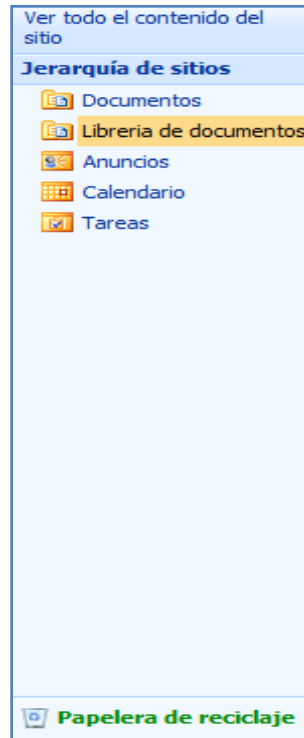 Ver todo el contenido del
sitio
Jerarquía de sitios
Documentos
Libreria de documentos
Anuncios
Calendario
Tareas
Papelera de reciclaje